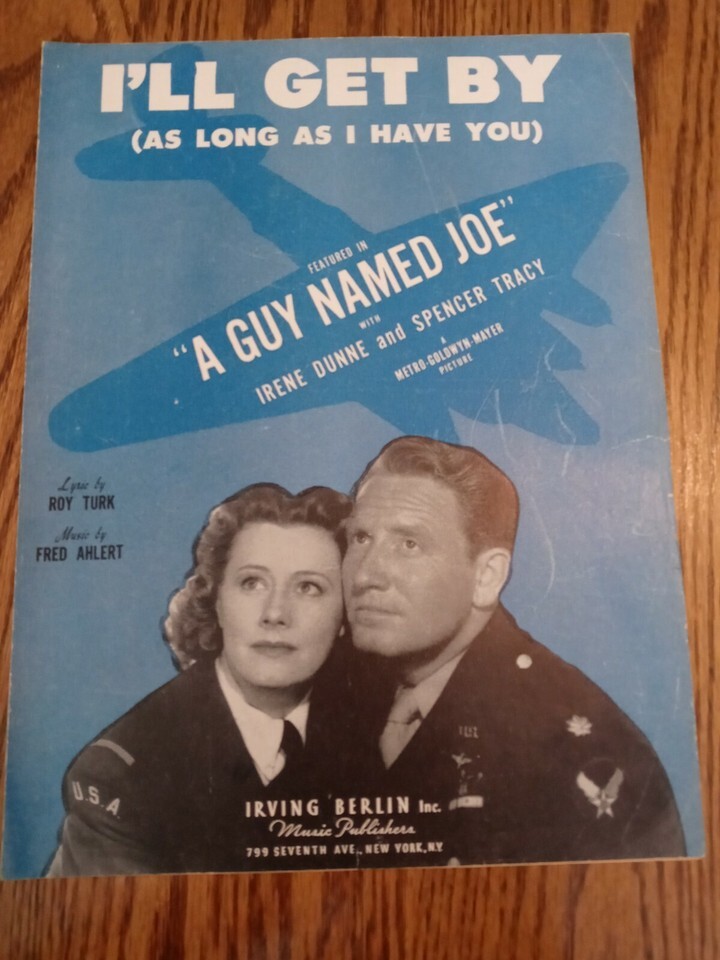 I'LL GET BY
(AS LONG AS I HAVE YOU)
FEATURED IN
"A GUY NAMED JOE"
WITH
IRENE DUNNE and SPENCER TRACY
A
METRO-GOLDWYN-MAYER
PICTURE
Lyric by
ROY TURK
Music by
FRED AHLERT
U.S.A.
IRVING BERLIN Inc.
Music Publishers
799 SEVENTH AVE., NEW YORK, N.Y.